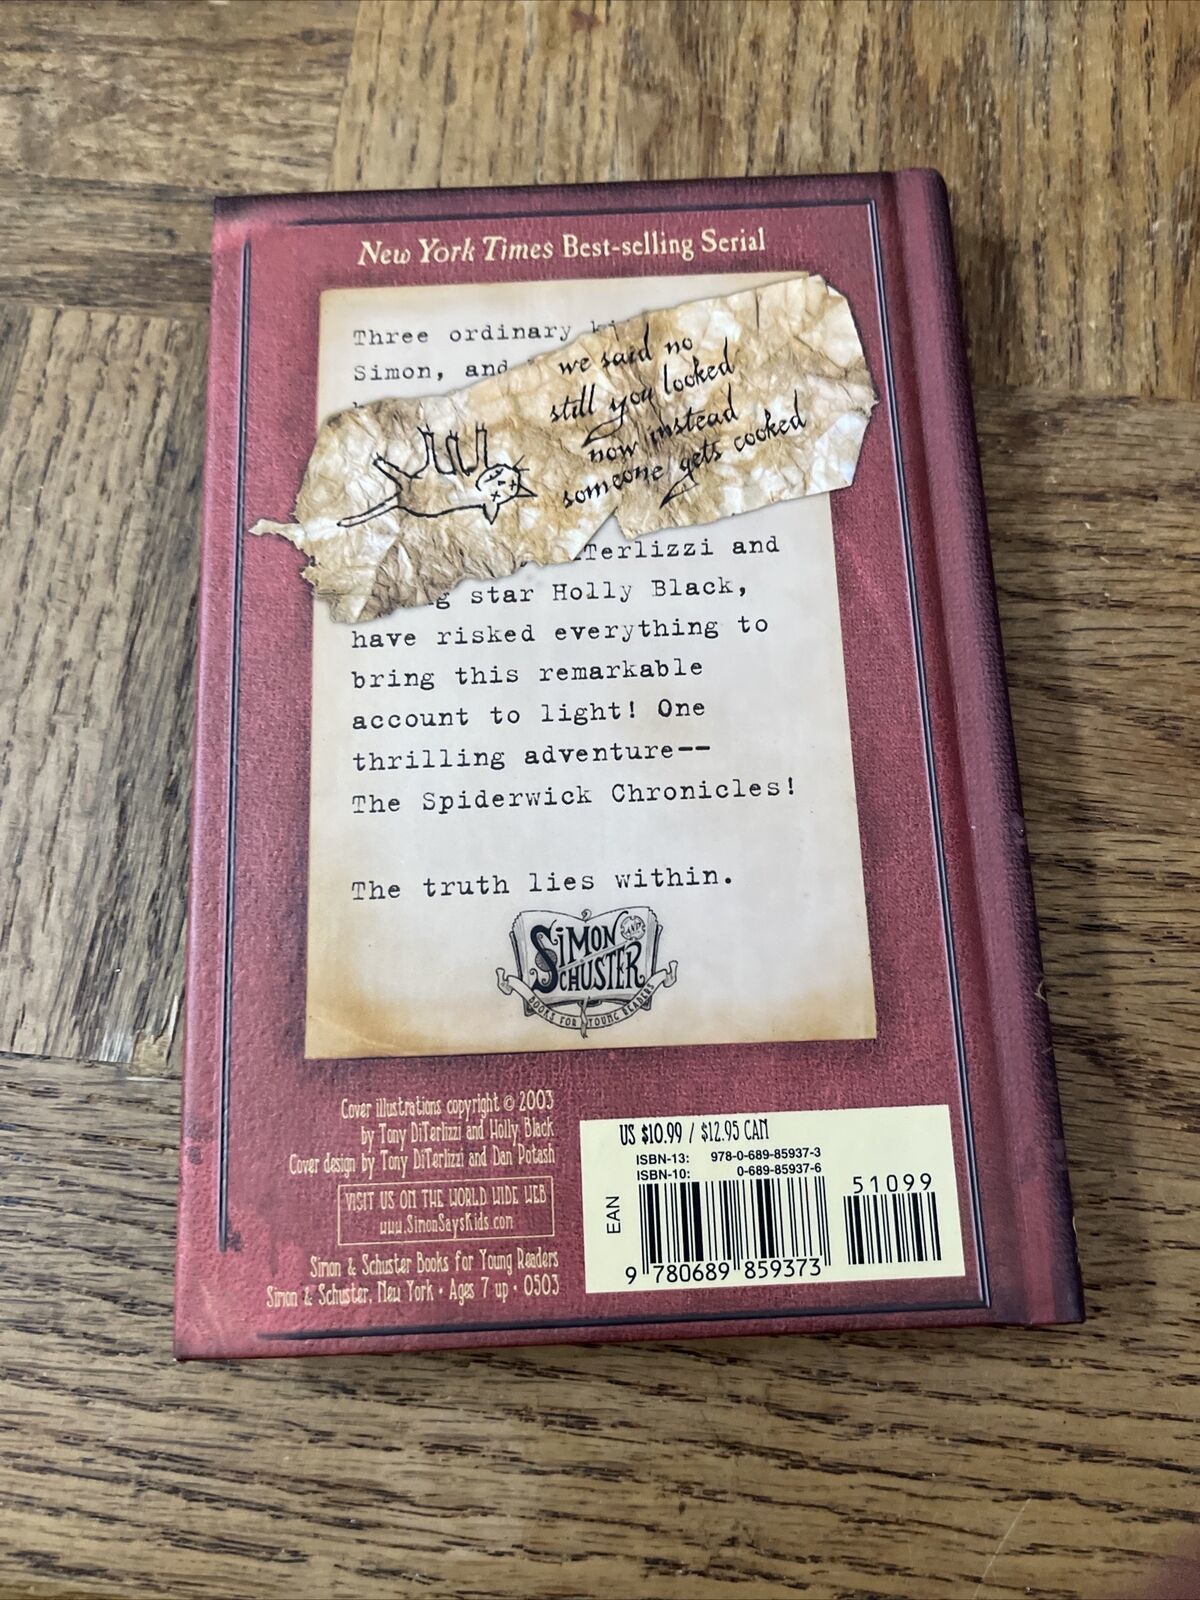 New York Times Best-selling Serial
Three ordinary
Simon, and
we said no
still you looked
now instead
someone gets cooked
Terlizzi and
star Holly Black,
have risked everything to
bring this remarkable
account to light! One
thrilling adventure--
The Spiderwick Chronicles!
The truth lies within.
SIMON AND
SCHUSTER
BOOKS FOR YOUNG READERS
Cover illustrations copyright © 2003
by Tony DiTerlizzi and Holly Black
Cover design by Tony DiTerlizzi and Dan Potash
VISIT US ON THE WORLD WIDE WEB
www.SimonSaysKids.com
Simon & Schuster Books for Young Readers
Simon & Schuster, New York • Ages 7 up • 0503
US $10.99 / $12.95 CAN
ISBN-13: 978-0-689-85937-3
ISBN-10: 0-689-85937-6
51099
EAN
9 780689 859373